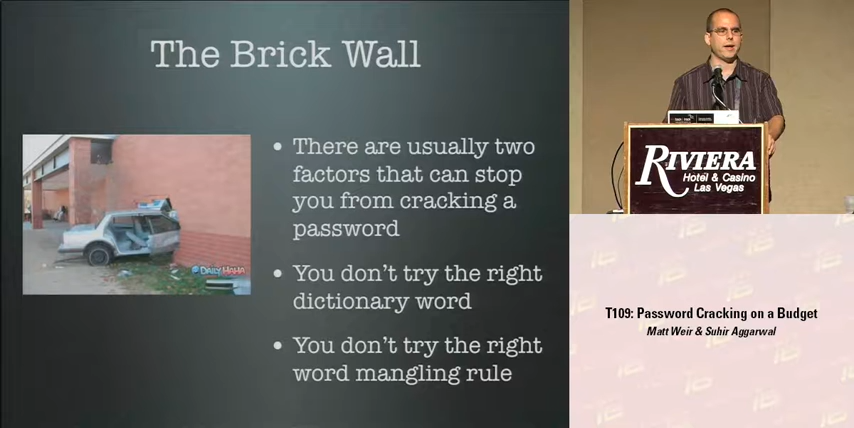 The Brick Wall
• There are usually two
factors that can stop
you from cracking a
password
• You don't try the right
dictionary word
• You don't try the right
word mangling rule
DAILY HAHA
RIVIERA
Hotel & Casino
Las Vegas
T109: Password Cracking on a Budget
Matt Weir & Suhir Aggarwal